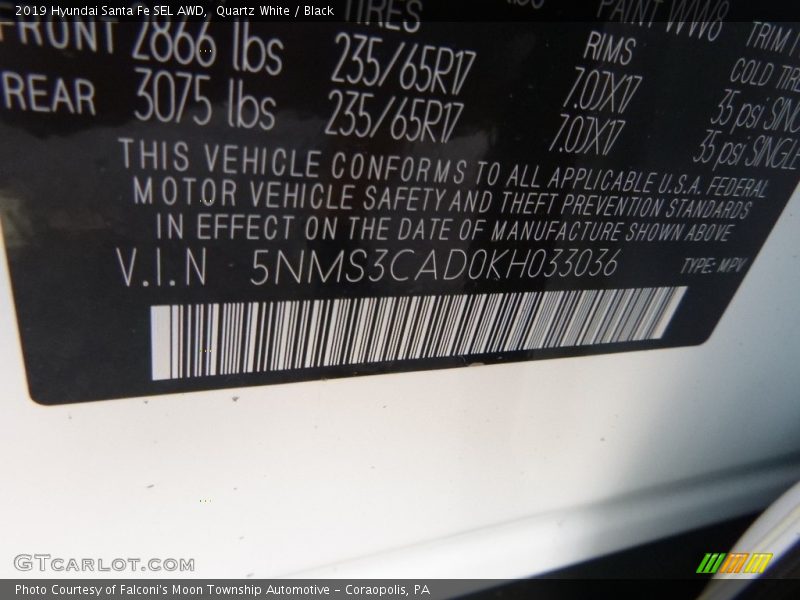 2019 Hyundai Santa Fe SEL AWD, Quartz White / Black
TIRES PAINT WW8 TRIM
FRONT 2866 lbs 235/65R17 RIMS COLD TIRE
REAR 3075 lbs 235/65R17 7.0JX17 35 psi SINGLE
7.0JX17 35 psi SINGLE
THIS VEHICLE CONFORMS TO ALL APPLICABLE U.S.A. FEDERAL
MOTOR VEHICLE SAFETY AND THEFT PREVENTION STANDARDS
IN EFFECT ON THE DATE OF MANUFACTURE SHOWN ABOVE
V.I.N 5NMS3CAD0KH033036 TYPE: MPV
GTCARLOT.COM
Photo Courtesy of Falconi's Moon Township Automotive – Coraopolis, PA